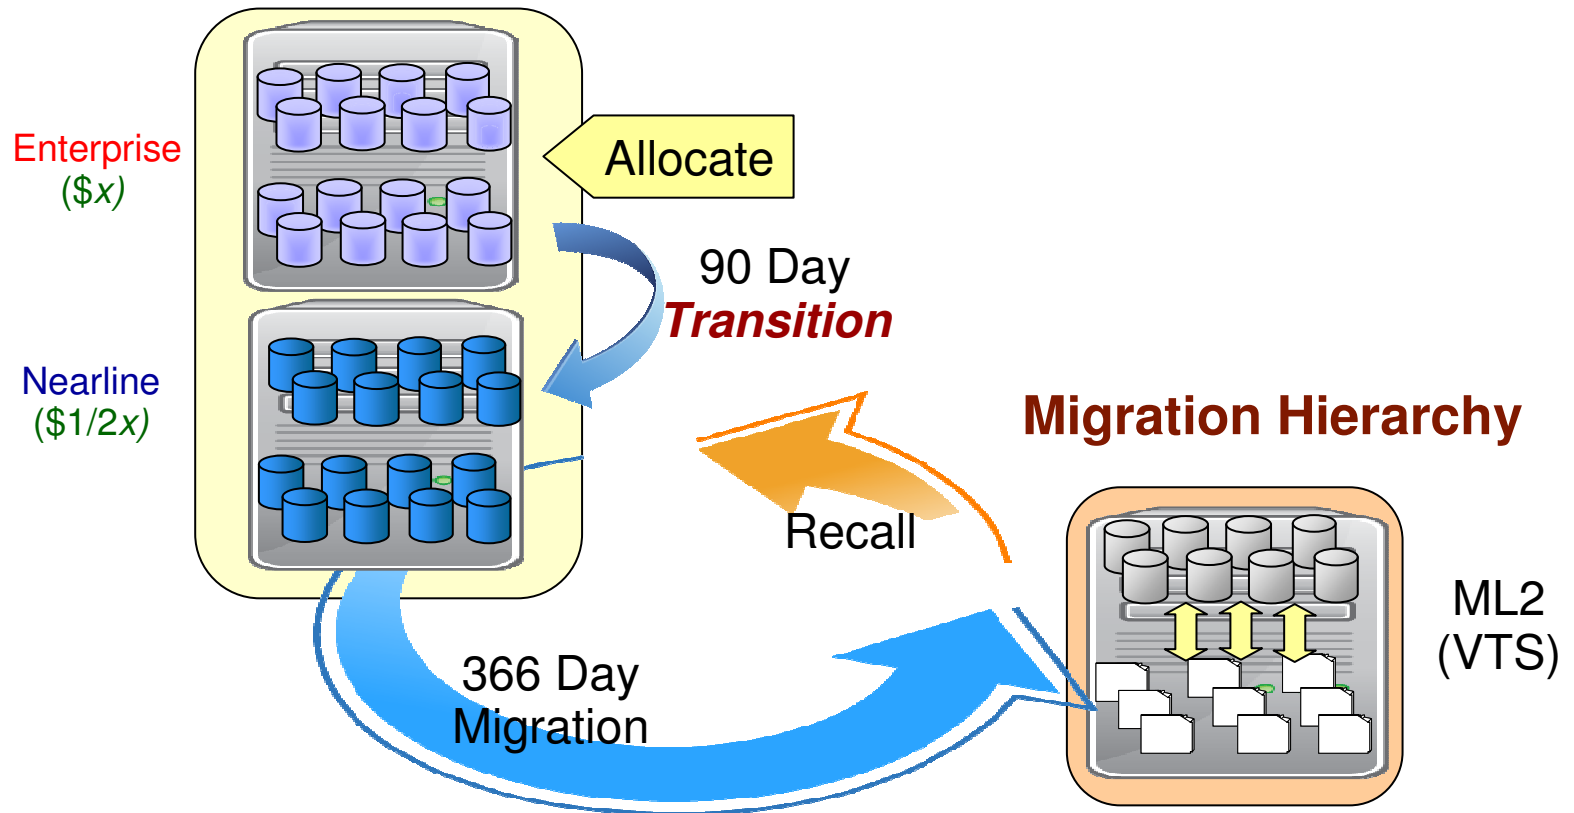 Enterprise
($x)
Allocate
90 Day
Transition
Nearline
($1/2x)
Migration Hierarchy
Recall
ML2
(VTS)
366 Day
Migration